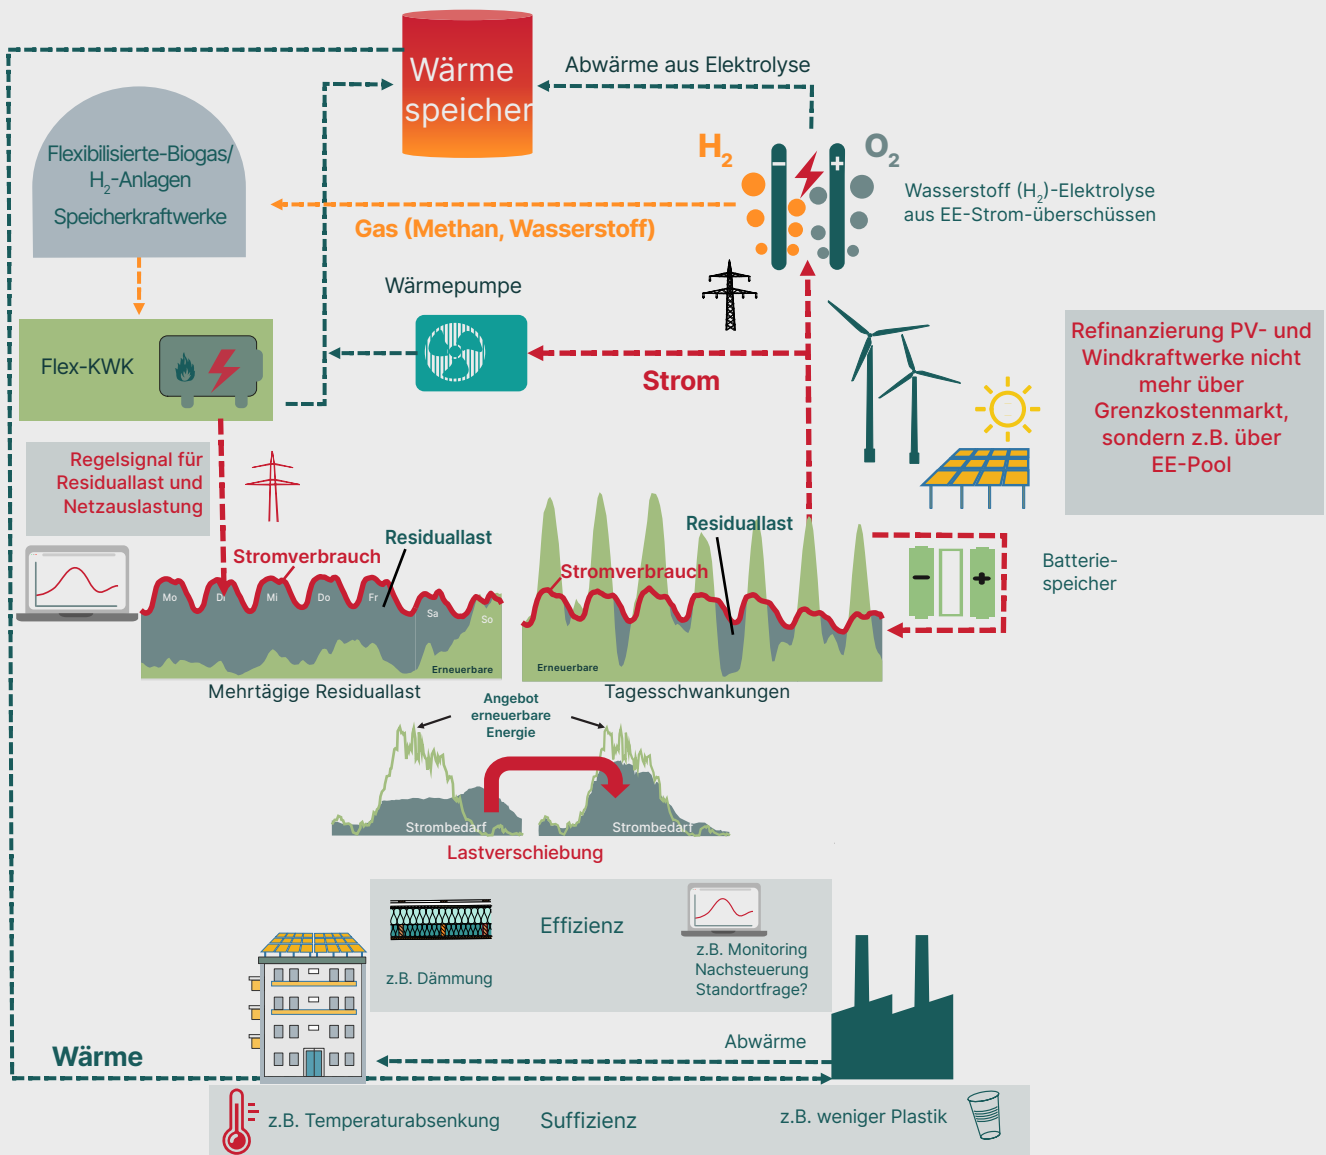 Wärme
speicher
Abwärme aus Elektrolyse
Flexibilisierte-Biogas/
H₂-Anlagen
Speicherkraftwerke
H₂
O₂
−
+
Wasserstoff (H₂)-Elektrolyse
aus EE-Strom-überschüssen
Gas (Methan, Wasserstoff)
Wärmepumpe
Strom
Flex-KWK
Refinanzierung PV- und
Windkraftwerke nicht
mehr über
Grenzkostenmarkt,
sondern z.B. über
EE-Pool
Regelsignal für
Residuallast und
Netzauslastung
Residuallast
Stromverbrauch
Mo
Di
Mi
Do
Fr
Sa
So
Erneuerbare
Mehrtägige Residuallast
Residuallast
Stromverbrauch
Erneuerbare
Tagesschwankungen
−
+
Batterie-
speicher
Angebot
erneuerbare
Energie
Strombedarf
Strombedarf
Lastverschiebung
Effizienz
z.B. Dämmung
z.B. Monitoring
Nachsteuerung
Standortfrage?
Abwärme
Wärme
z.B. Temperaturabsenkung
Suffizienz
z.B. weniger Plastik